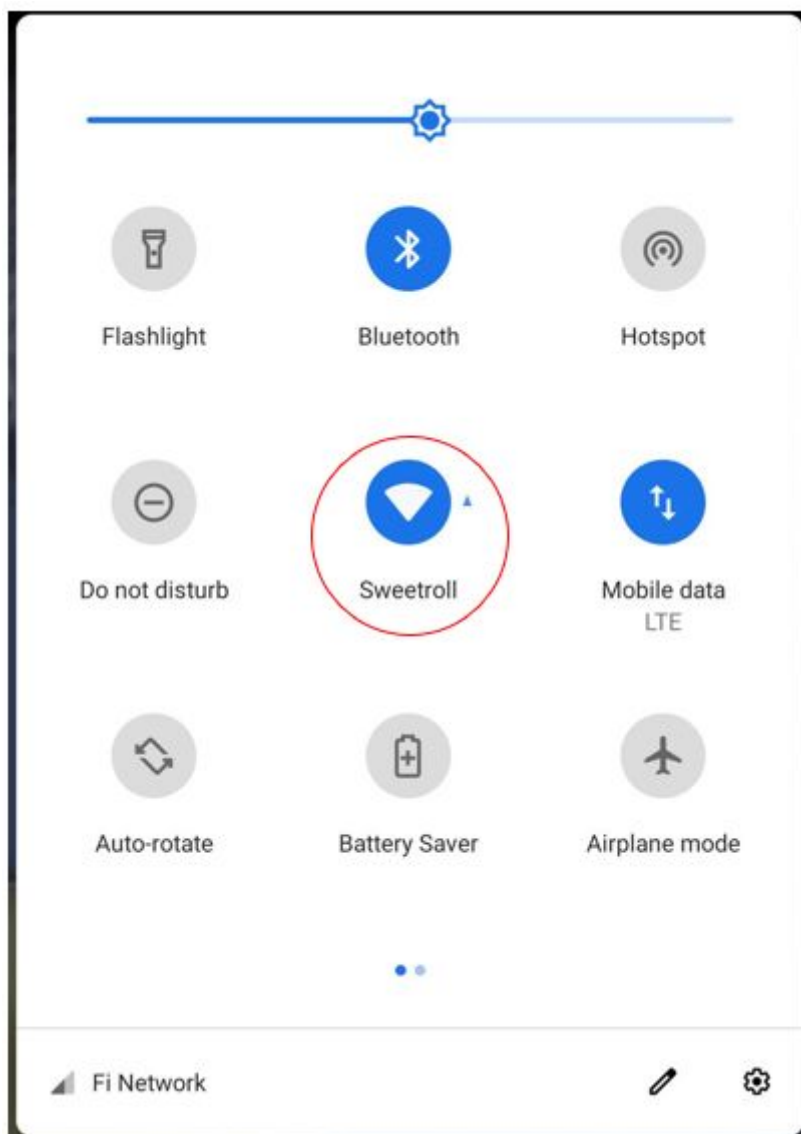 Flashlight
Bluetooth
Hotspot
Do not disturb
Sweetroll
Mobile data
LTE
Auto-rotate
Battery Saver
Airplane mode
Fi Network